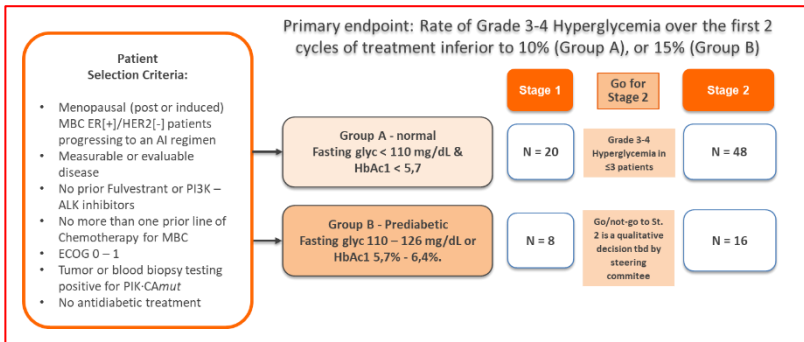 Primary endpoint: Rate of Grade 3-4 Hyperglycemia over the first 2
cycles of treatment inferior to 10% (Group A), or 15% (Group B)
Patient
Selection Criteria:
• Menopausal (post or induced)
MBC ER[+]/HER2[-] patients
progressing to an AI regimen
• Measurable or evaluable
disease
• No prior Fulvestrant or PI3K –
ALK inhibitors
• No more than one prior line of
Chemotherapy for MBC
• ECOG 0 – 1
• Tumor or blood biopsy testing
positive for PIK·CAmut
• No antidiabetic treatment
Stage 1
Go for
Stage 2
Stage 2
Group A - normal
Fasting glyc < 110 mg/dL &
HbAc1 < 5,7
N = 20
Grade 3-4
Hyperglycemia in
≤3 patients
N = 48
Group B - Prediabetic
Fasting glyc 110 – 126 mg/dL or
HbAC1 5,7% - 6,4%.
N = 8
Go/not-go to St.
2 is a qualitative
decision tbd by
steering
commitee
N = 16